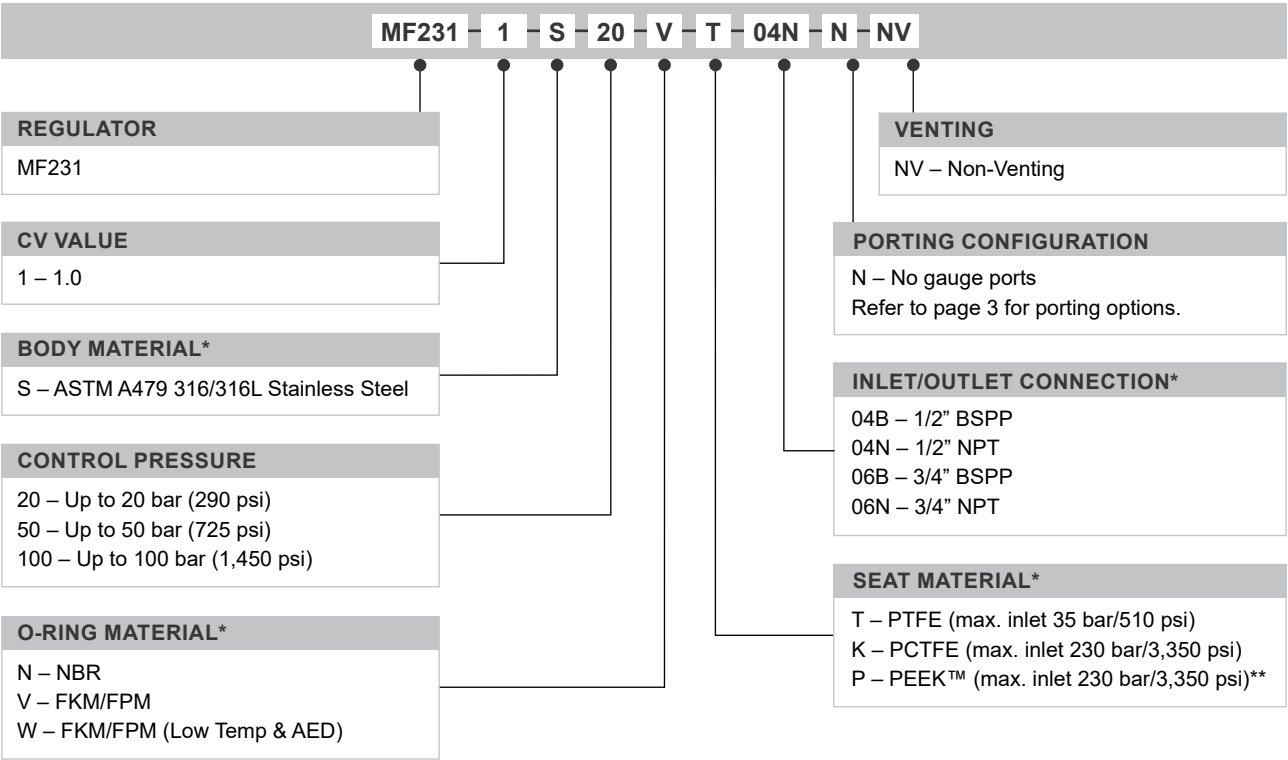 MF231 1 S 20 V T 04N N NV
REGULATOR
MF231
CV VALUE
1 – 1.0
BODY MATERIAL*
S – ASTM A479 316/316L Stainless Steel
CONTROL PRESSURE
20 – Up to 20 bar (290 psi)
50 – Up to 50 bar (725 psi)
100 – Up to 100 bar (1,450 psi)
O-RING MATERIAL*
N – NBR
V – FKM/FPM
W – FKM/FPM (Low Temp & AED)
VENTING
NV – Non-Venting
PORTING CONFIGURATION
N – No gauge ports
Refer to page 3 for porting options.
INLET/OUTLET CONNECTION*
04B – 1/2” BSPP
04N – 1/2” NPT
06B – 3/4” BSPP
06N – 3/4” NPT
SEAT MATERIAL*
T – PTFE (max. inlet 35 bar/510 psi)
K – PCTFE (max. inlet 230 bar/3,350 psi)
P – PEEK™ (max. inlet 230 bar/3,350 psi)**